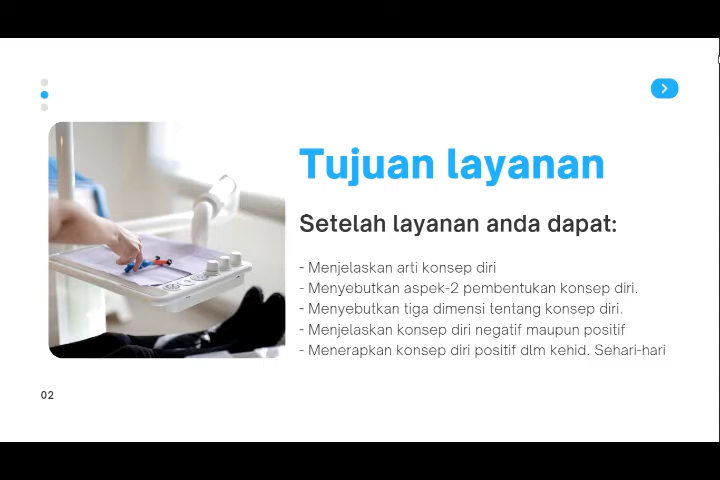 Tujuan layanan
Setelah layanan anda dapat:
- Menjelaskan arti konsep diri
- Menyebutkan aspek-2 pembentukan konsep diri.
- Menyebutkan tiga dimensi tentang konsep diri.
- Menjelaskan konsep diri negatif maupun positif
- Menerapkan konsep diri positif dlm kehid. Sehari-hari
02